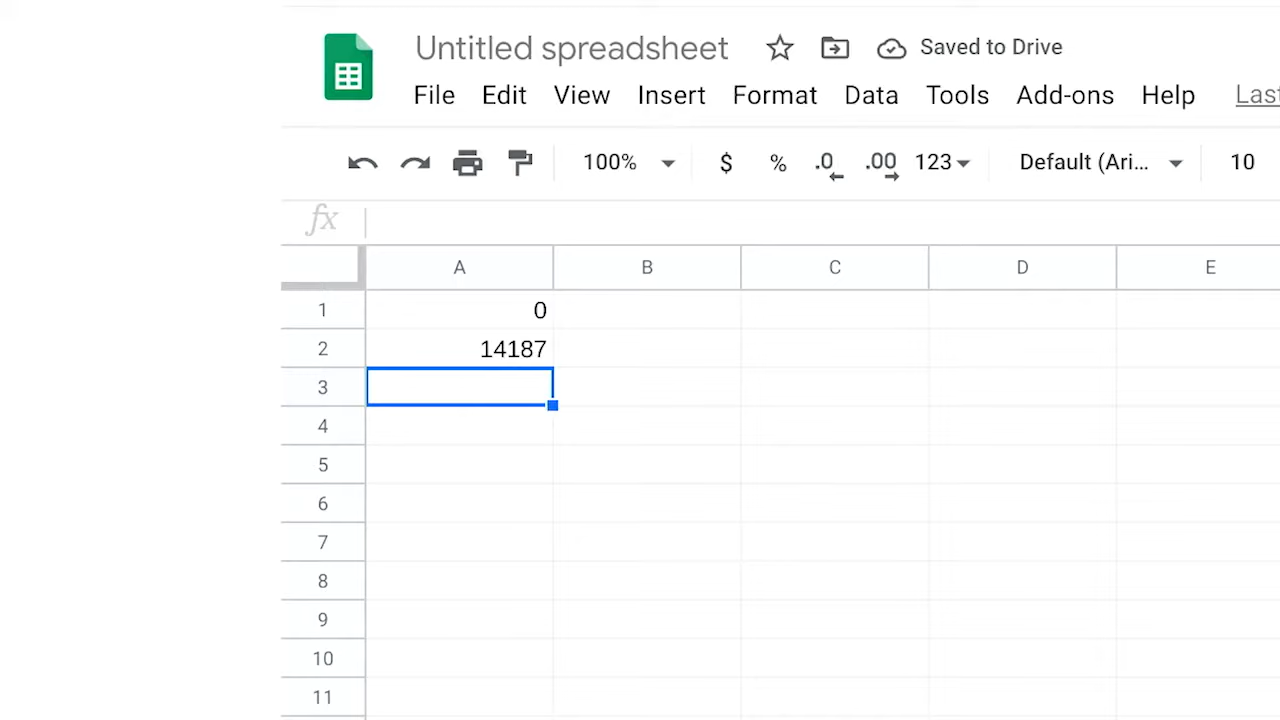 Untitled spreadsheet Saved to Drive
File Edit View Insert Format Data Tools Add-ons Help Last
100% $ % .0 .00 123 Default (Ari... 10
fx
A B C D E
1 0
2 14187
3
4
5
6
7
8
9
10
11